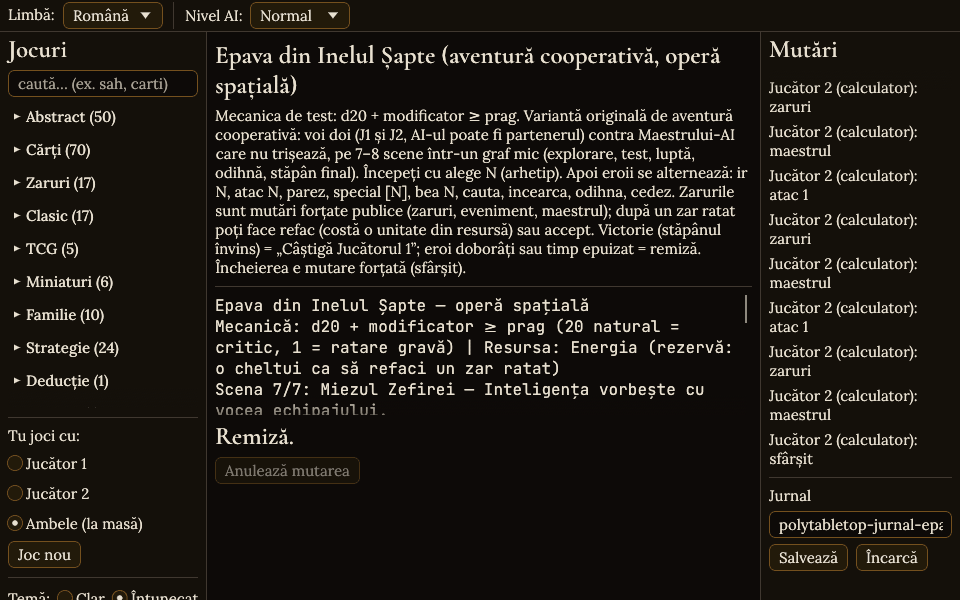 Limbă: Română ▼ Nivel AI: Normal ▼
Jocuri
caută... (ex. sah, carti)
▸ Abstract (50)
▸ Cărți (70)
▸ Zaruri (17)
▸ Clasic (17)
▸ TCG (5)
▸ Miniaturi (6)
▸ Familie (10)
▸ Strategie (24)
▸ Deducție (1)
Tu joci cu:
Jucător 1
Jucător 2
Ambele (la masă)
Joc nou
Temă: Clar Întunecat
Epava din Inelul Șapte (aventură cooperativă, operă
spațială)
Mecanica de test: d20 + modificator ≥ prag. Variantă originală de aventură
cooperativă: voi doi (J1 și J2, AI-ul poate fi partenerul) contra Maestrului-AI
care nu trișează, pe 7–8 scene într-un graf mic (explorare, test, luptă,
odihnă, stăpân final). Începeți cu alege N (arhetip). Apoi eroii se alternează: ir
N, atac N, parez, special [N], bea N, cauta, incearca, odihna, cedez. Zarurile
sunt mutări forțate publice (zaruri, eveniment, maestrul); după un zar ratat
poți face refac (costă o unitate din resursă) sau accept. Victorie (stăpânul
învins) = „Câștigă Jucătorul 1”; eroi doborâți sau timp epuizat = remiză.
Încheierea e mutare forțată (sfârșit).
Epava din Inelul Șapte — operă spațială
Mecanică: d20 + modificator ≥ prag (20 natural =
critic, 1 = ratare gravă) | Resursa: Energia (rezervă:
o cheltui ca să refaci un zar ratat)
Scena 7/7: Miezul Zefirei — Inteligența vorbește cu
vocea echipajului.
Remiză.
Anulează mutarea
Mutări
Jucător 2 (calculator):
zaruri
Jucător 2 (calculator):
maestrul
Jucător 2 (calculator):
atac 1
Jucător 2 (calculator):
zaruri
Jucător 2 (calculator):
maestrul
Jucător 2 (calculator):
atac 1
Jucător 2 (calculator):
zaruri
Jucător 2 (calculator):
maestrul
Jucător 2 (calculator):
sfârșit
Jurnal
polytabletop-jurnal-epa
Salvează Încarcă